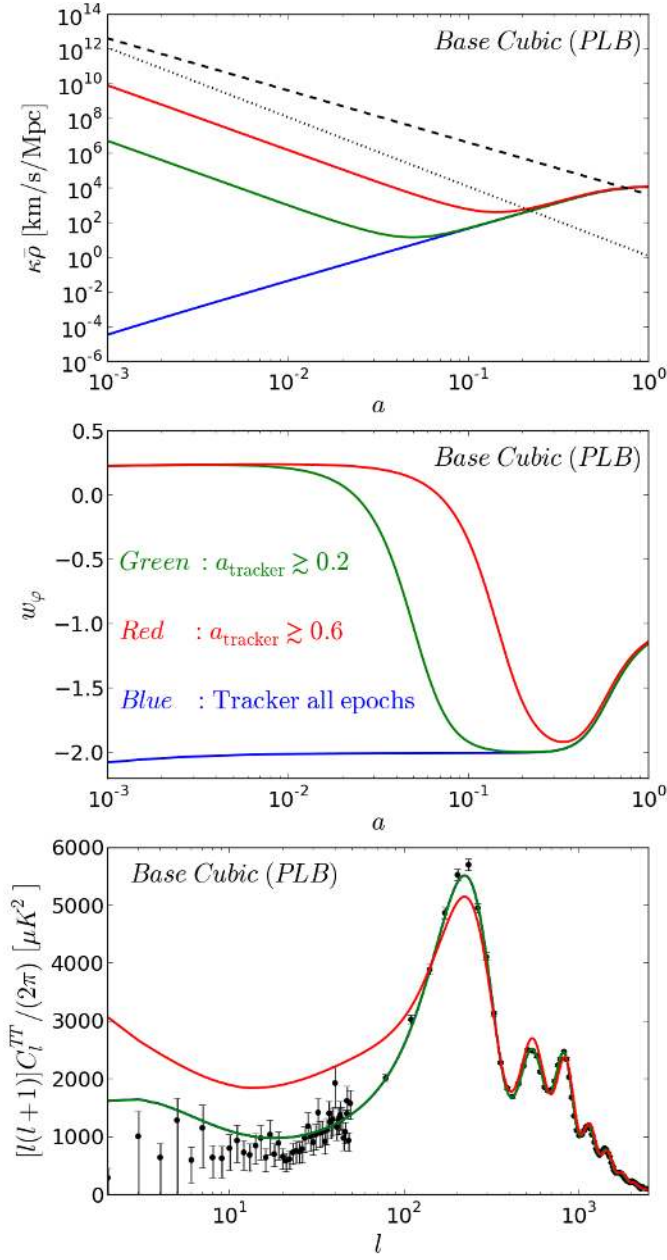 10^14
10^12
10^10
10^8
10^6
10^4
10^2
10^0
10^-2
10^-4
10^-6
κρ̄ [km/s/Mpc]
Base Cubic (PLB)
10^-3 10^-2 10^-1 10^0
a
0.5
0.0
−0.5
−1.0
−1.5
−2.0
w_φ
Base Cubic (PLB)
Green : a_tracker ≳ 0.2
Red : a_tracker ≳ 0.6
Blue : Tracker all epochs
10^-3 10^-2 10^-1 10^0
a
6000
5000
4000
3000
2000
1000
0
[l(l+1)]C_l^TT/(2π) [μK^2]
Base Cubic (PLB)
10^1 10^2 10^3
l